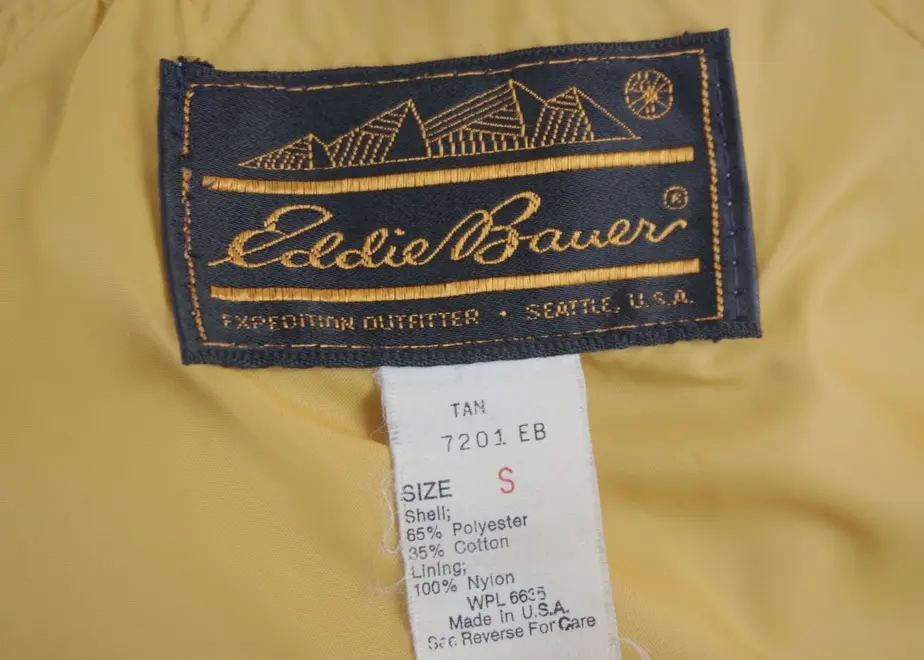 Eddie Bauer ®
EXPEDITION OUTFITTER • SEATTLE, U.S.A.
TAN
7201 EB
SIZE S
Shell;
65% Polyester
35% Cotton
Lining;
100% Nylon
WPL 6635
Made in U.S.A.
See Reverse For Care